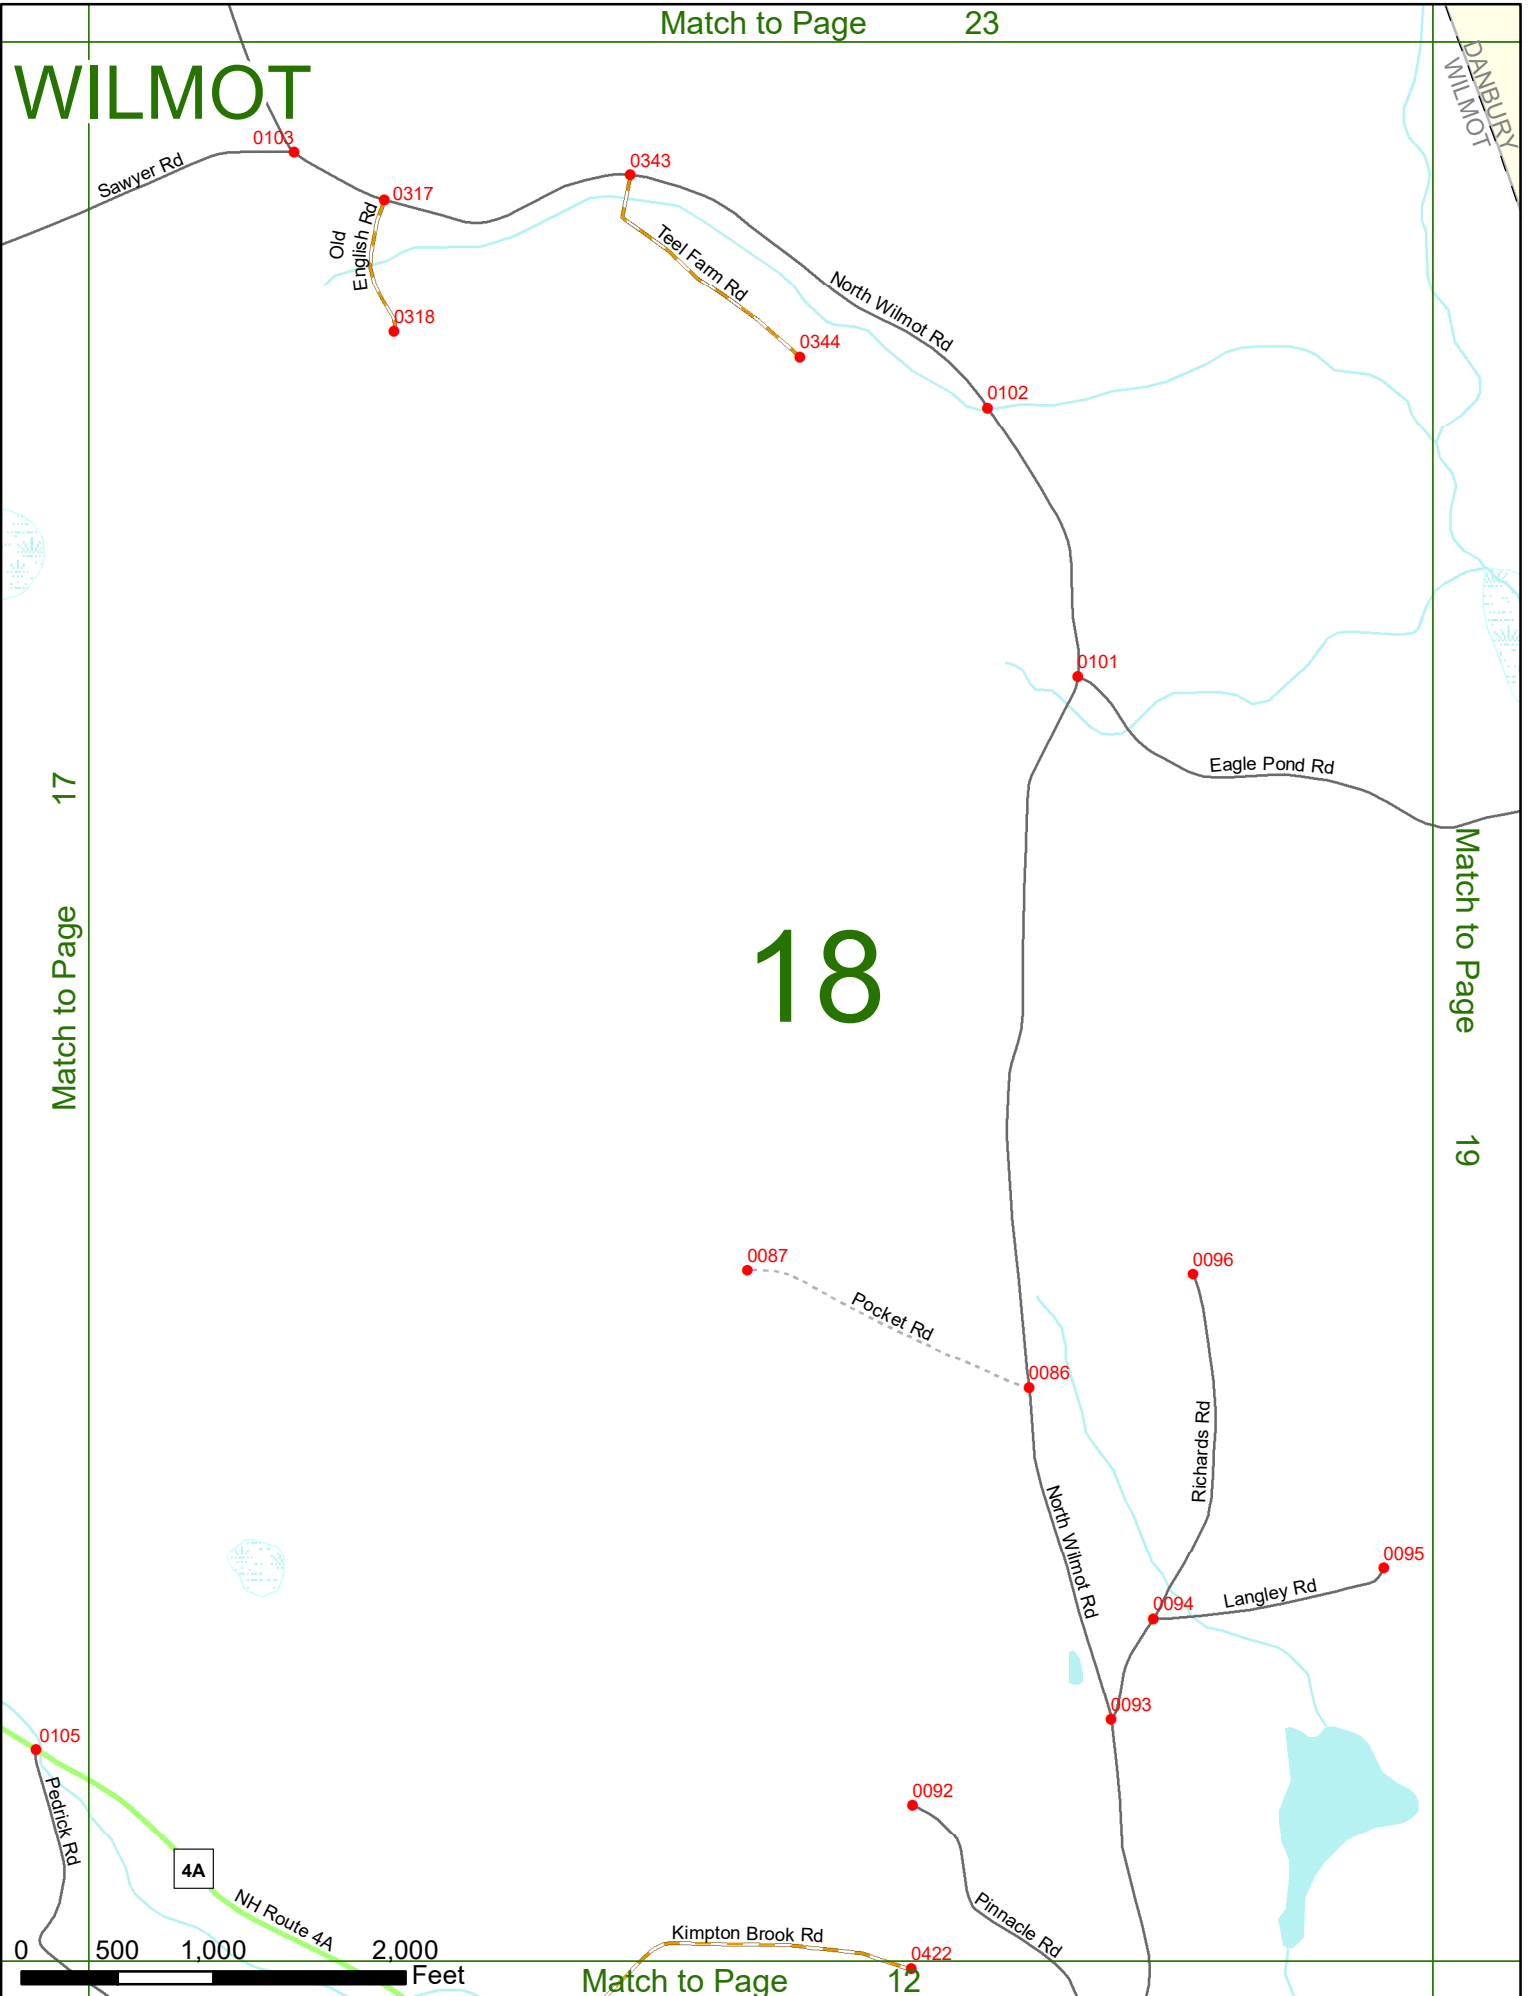 Match to Page 23
WILMOT
DANBURY
WILMOT
0103
Sawyer Rd
0317
0343
Old
English Rd
Teel Farm Rd
North Wilmot Rd
0318
0344
0102
0101
Eagle Pond Rd
Match to Page 17
18
Match to Page 19
0087
Pocket Rd
0086
0096
Richards Rd
North Wilmot Rd
0095
Langley Rd
0094
0093
0105
Pedrick Rd
0092
4A
NH Route 4A
Pinnacle Rd
Kimpton Brook Rd
0422
0 500 1,000 2,000
Feet
Match to Page 12